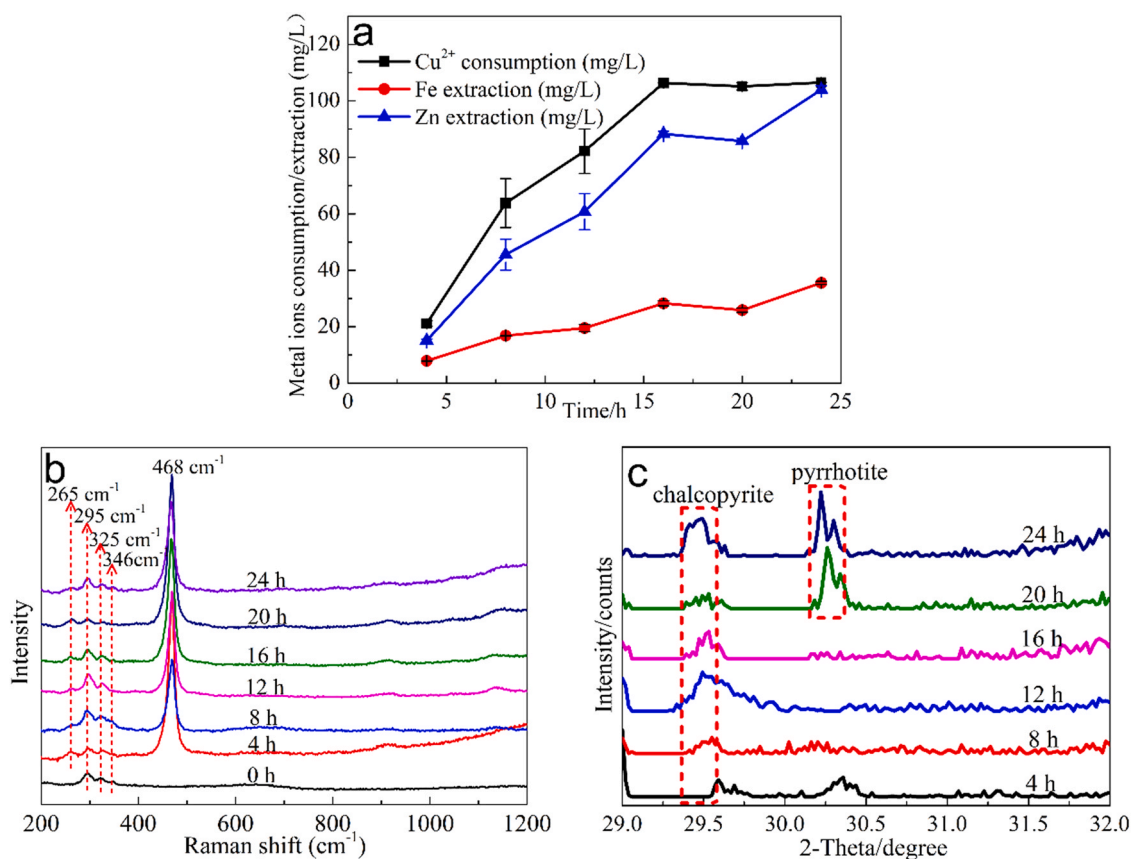 a
Metal ions consumption/extraction (mg/L)
120
100
80
60
40
20
0
Cu²⁺ consumption (mg/L)
Fe extraction (mg/L)
Zn extraction (mg/L)
0 5 10 15 20 25
Time/h
b
Intensity
265 cm⁻¹
295 cm⁻¹
325 cm⁻¹
346cm⁻
468 cm⁻¹
24 h
20 h
16 h
12 h
8 h
4 h
0 h
200 400 600 800 1000 1200
Raman shift (cm⁻¹)
c
Intensity/counts
chalcopyrite
pyrrhotite
24 h
20 h
16 h
12 h
8 h
4 h
29.0 29.5 30.0 30.5 31.0 31.5 32.0
2-Theta/degree